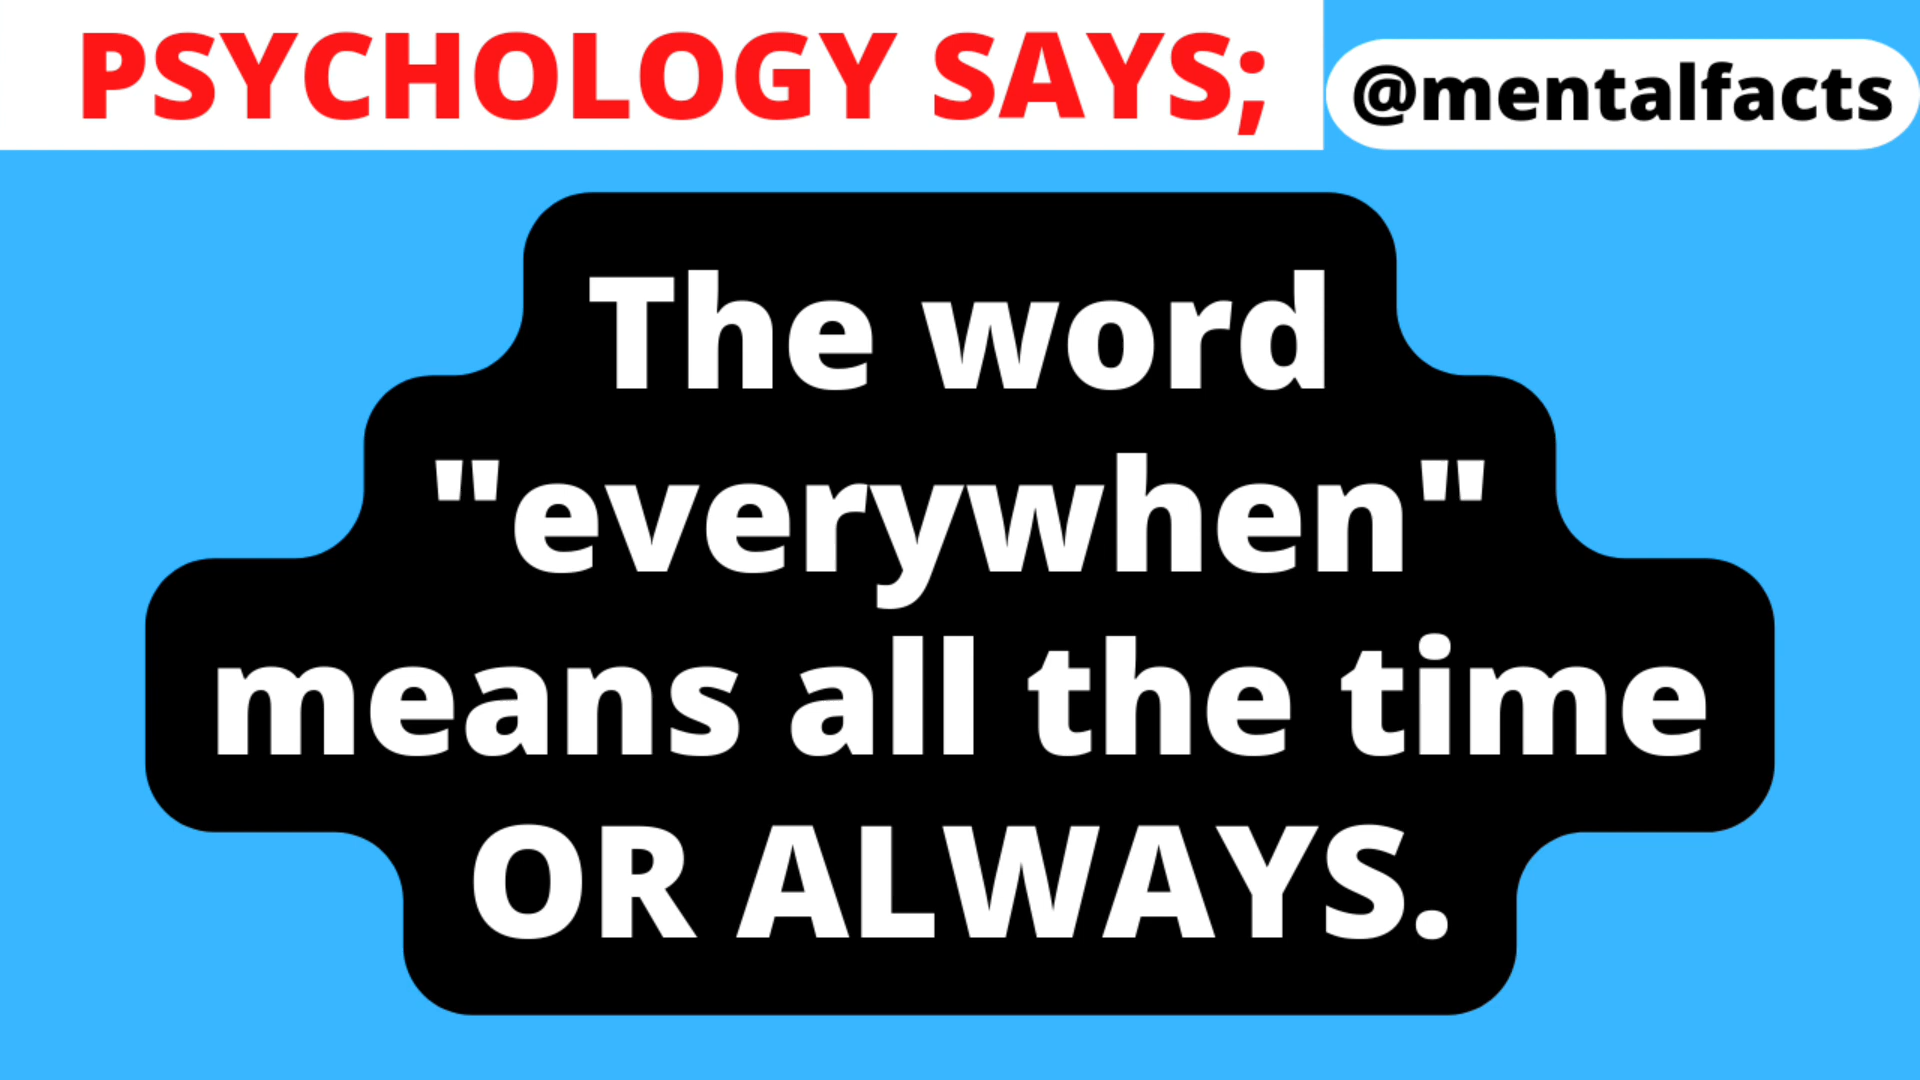 PSYCHOLOGY SAYS;
@mentalfacts
The word
"everywhen"
means all the time
OR ALWAYS.